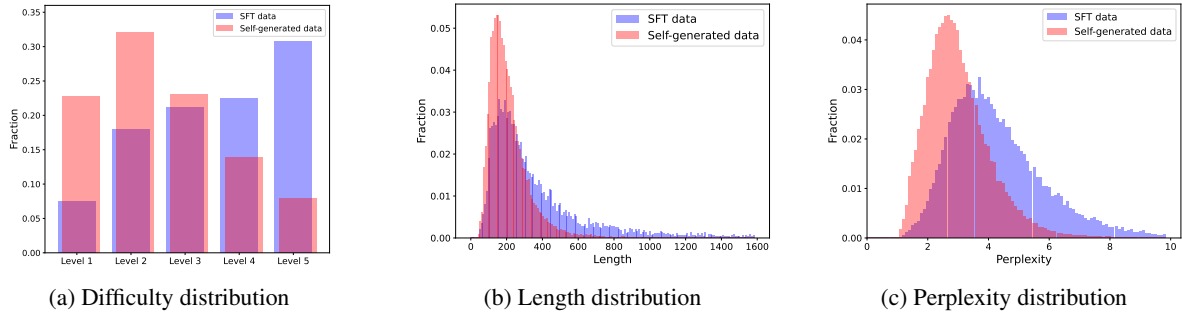 SFT data
Self-generated data
0.35
0.30
0.25
0.20
0.15
0.10
0.05
0.00
Fraction
Level 1 Level 2 Level 3 Level 4 Level 5
(a) Difficulty distribution
SFT data
Self-generated data
0.05
0.04
0.03
0.02
0.01
0.00
Fraction
0 200 400 600 800 1000 1200 1400 1600
Length
(b) Length distribution
SFT data
Self-generated data
0.04
0.03
0.02
0.01
0.00
Fraction
0 2 4 6 8 10
Perplexity
(c) Perplexity distribution